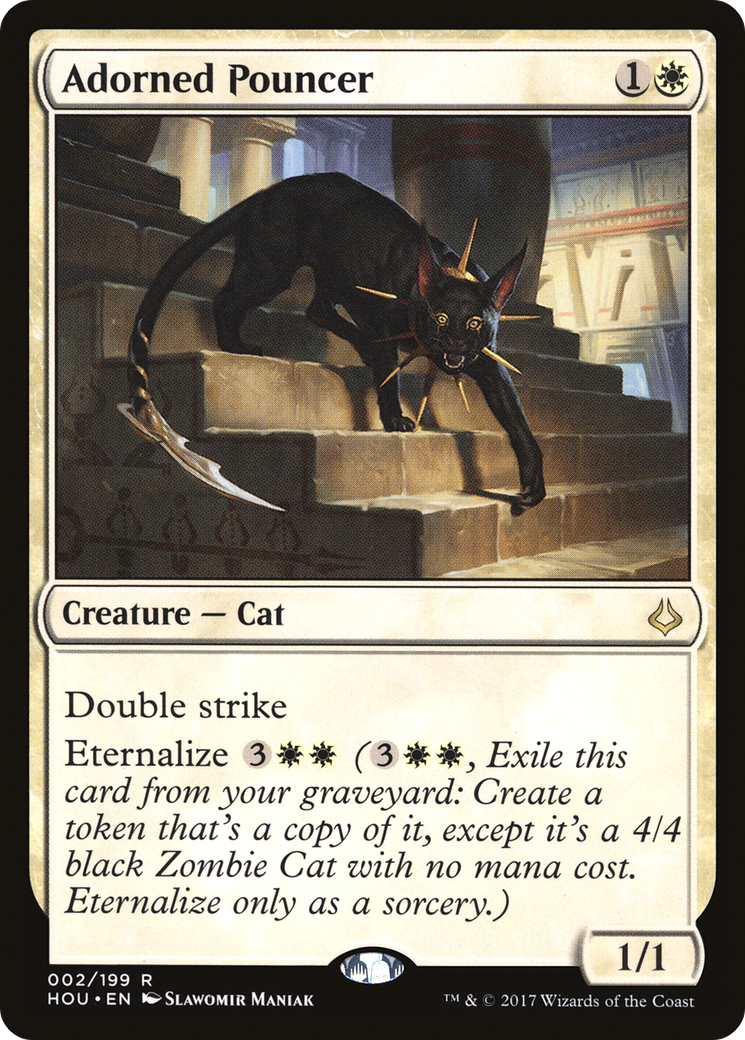 Adorned Pouncer 1
Creature — Cat
Double strike
Eternalize 3 (3, Exile this
card from your graveyard: Create a
token that's a copy of it, except it's a 4/4
black Zombie Cat with no mana cost.
Eternalize only as a sorcery.)
1/1
002/199 R
HOU • EN Slawomir Maniak
™ & © 2017 Wizards of the Coast